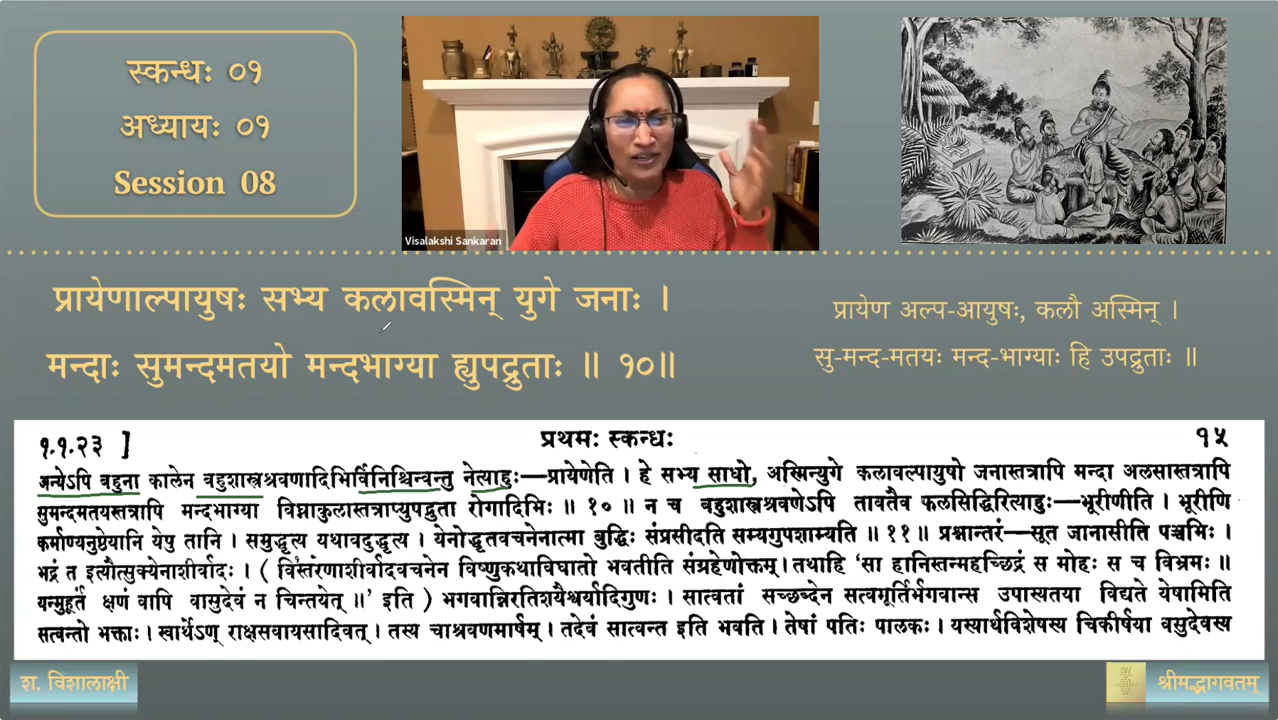 स्कन्धः ०१
अध्यायः ०१
Session 08
Visalakshi Sankaran
प्रायेणाल्पायुषः सभ्य कलावस्मिन् युगे जनाः ।
मन्दाः सुमन्दमतयो मन्दभाग्या ह्युपद्रुताः ॥ १०॥
प्रायेण अल्प-आयुषः, कलौ अस्मिन् ।
सु-मन्द-मतयः मन्द-भाग्याः हि उपद्रुताः ॥
१.१.२३ ] प्रथमः स्कन्धः १५
अन्येऽपि बहुना कालेन बहुशास्त्रश्रवणादिभिर्विनिश्चिन्वन्तु नेत्याहुः—प्रायेणेति । हे सभ्य साधो, अस्मिन्युगे कलावल्पायुषो जनास्तत्रापि मन्दा अलसास्तत्रापि
सुमन्दमतयस्तत्रापि मन्दभाग्या विघ्नाकुलास्तत्राप्युपद्रुता रोगादिभिः ॥ १० ॥ न च बहुशास्त्रश्रवणेऽपि तावतैव फलसिद्धिरित्याहुः—भूरीणीति । भूरीणि
कर्माण्यनुष्ठेयानि येषु तानि । समुद्धृत्य यथावदुद्धृत्य । येनोद्धृतवचनेनात्मा बुद्धिः संप्रसीदति सम्यगुपशाम्यति ॥ ११ ॥ प्रश्नान्तरं—सूत जानासीति पञ्चभिः ।
भद्रं त इत्यौत्सुक्येनाशीर्वादः । ( विस्तरेणाशीर्वादवचनेन विष्णुकथाविघातो भवतीति संग्रहेणोक्तम् । तथाहि 'सा हानिस्तन्महच्छिद्रं स मोहः स च विभ्रमः ॥
यन्मुहूर्तं क्षणं वापि वासुदेवं न चिन्तयेत् ॥' इति ) भगवान्निरतिशयैश्वर्यादिगुणः । सात्वतां सच्छब्देन सत्वमूर्तिर्भगवान्स उपास्यतया विद्यते येषामिति
सत्वन्तो भक्ताः । स्वार्थेऽण् राक्षसवायसादिवत् । तस्य चाश्रवणमार्षम् । तदेवं सात्वन्त इति भवति । तेषां पतिः पालकः । यस्यार्थविशेषस्य चिकीर्षया वसुदेवस्य
श. विशालाक्षी
श्रीमद्भागवतम्